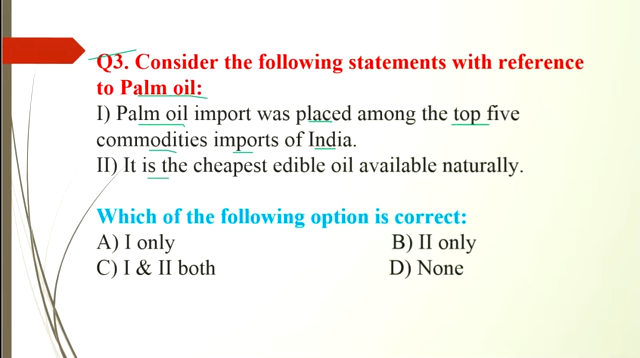 Q3. Consider the following statements with reference
to Palm oil:
I) Palm oil import was placed among the top five
commodities imports of India.
II) It is the cheapest edible oil available naturally.
Which of the following option is correct:
A) I only B) II only
C) I & II both D) None